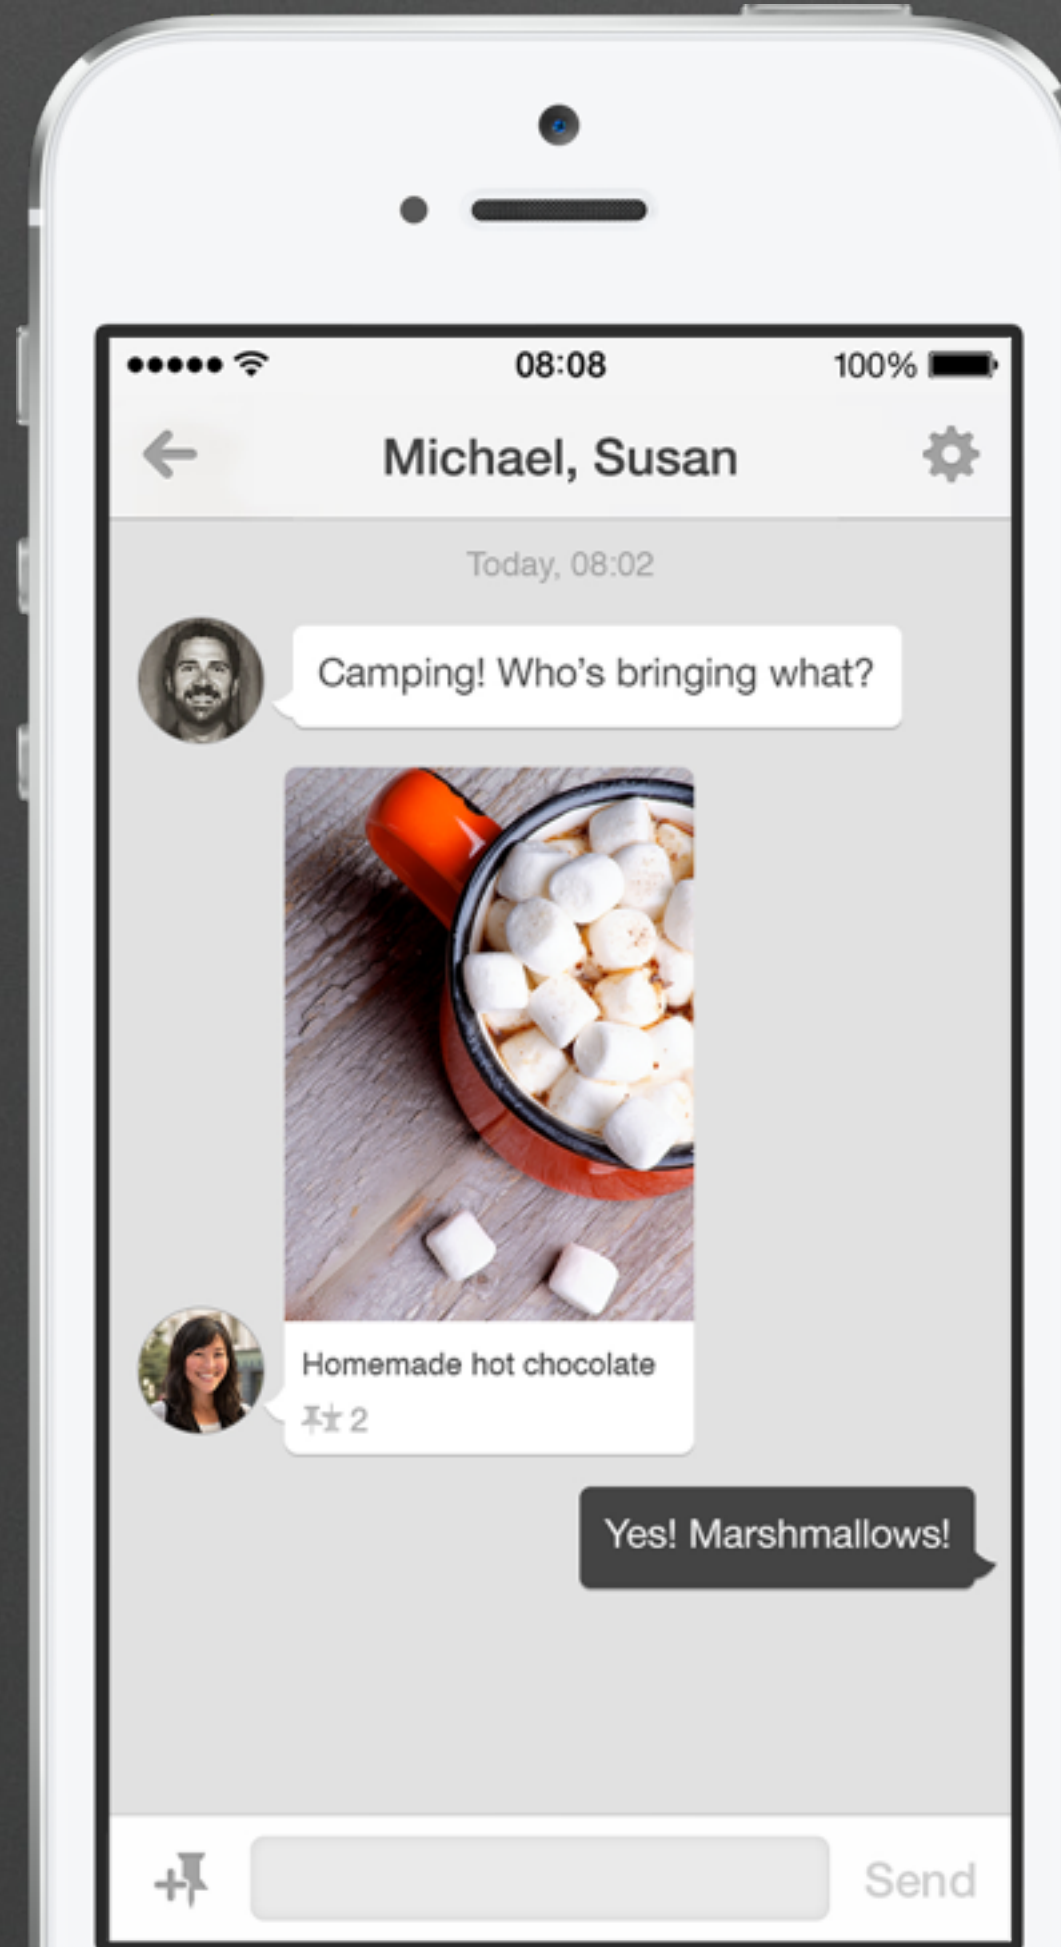 08:08
100%
Michael, Susan
Today, 08:02
Camping! Who's bringing what?
Homemade hot chocolate
2
Yes! Marshmallows!
Send